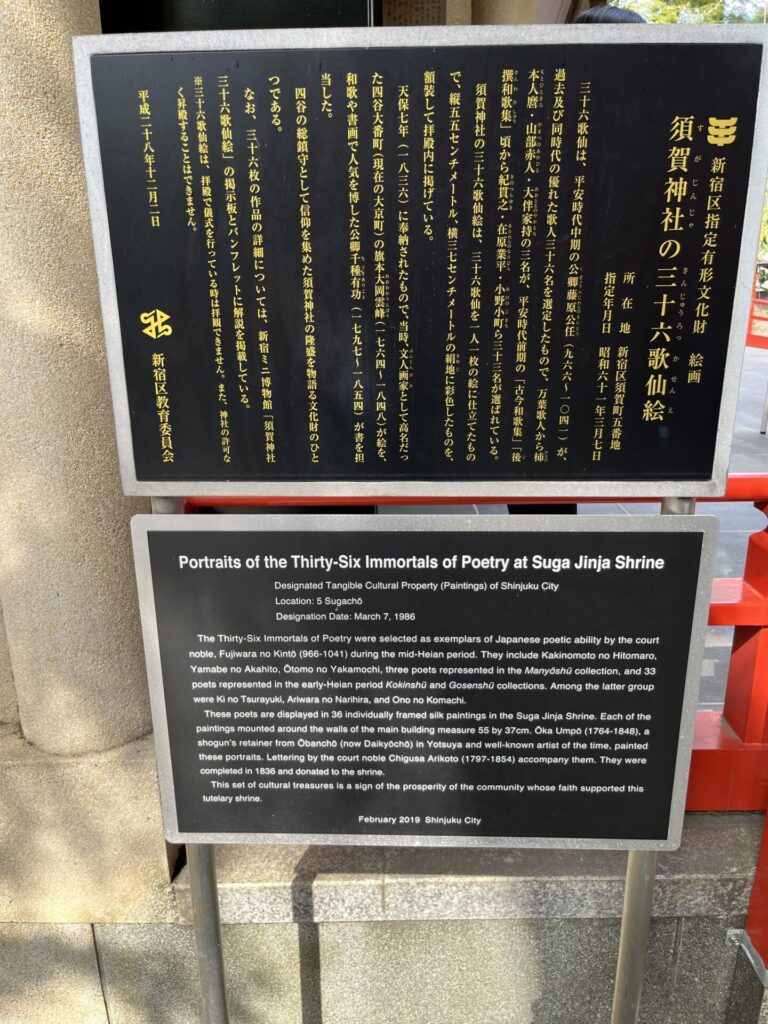 新宿区指定有形文化財　絵画
須賀神社の三十六歌仙絵
所在地　新宿区須賀町五番地
指定年月日　昭和六十一年三月七日
三十六歌仙は、平安時代中期の公卿藤原公任（九六六～一〇四一）が、
過去及び同時代の優れた歌人三十六名を選定したもので、万葉歌人から柿
本人麿・山部赤人・大伴家持の三名が、平安時代前期の「古今和歌集」「後
撰和歌集」頃から紀貫之・在原業平・小野小町ら三十三名が選ばれている。
須賀神社の三十六歌仙絵は、三十六歌仙を一人一枚の絵に仕立てたもの
で、縦五五センチメートル、横三七センチメートルの絹地に彩色したものを、
額装して拝殿内に掲げている。
天保七年（一八三六）に奉納されたもので、当時、文人画家として高名だっ
た四谷大番町（現在の大京町）の旗本大岡雲峰（一七六四～一八四八）が絵を、
和歌や書画で人気を博した公卿千種有功（一七九七～一八五四）が書を担
当した。
四谷の総鎮守として信仰を集めた須賀神社の隆盛を物語る文化財のひと
つである。
なお、三十六枚の作品の詳細については、新宿ミニ博物館「須賀神社
三十六歌仙絵」の掲示板とパンフレットに解説を掲載している。
※三十六歌仙絵は、拝殿で儀式を行っている時は拝観できません。また、神社の許可な
く昇殿することはできません。
平成二十八年十二月二日
新宿区教育委員会
Portraits of the Thirty-Six Immortals of Poetry at Suga Jinja Shrine
Designated Tangible Cultural Property (Paintings) of Shinjuku City
Location: 5 Sugachō
Designation Date: March 7, 1986
The Thirty-Six Immortals of Poetry were selected as exemplars of Japanese poetic ability by the court
noble, Fujiwara no Kintō (966-1041) during the mid-Heian period. They include Kakinomoto no Hitomaro,
Yamabe no Akahito, Ōtomo no Yakamochi, three poets represented in the Manyōshū collection, and 33
poets represented in the early-Heian period Kokinshū and Gosenshū collections. Among the latter group
were Ki no Tsurayuki, Ariwara no Narihira, and Ono no Komachi.
These poets are displayed in 36 individually framed silk paintings in the Suga Jinja Shrine. Each of the
paintings mounted around the walls of the main building measure 55 by 37cm. Ōka Umpō (1764-1848), a
shogun's retainer from Ōbanchō (now Daikyōchō) in Yotsuya and well-known artist of the time, painted
these portraits. Lettering by the court noble Chigusa Arikoto (1797-1854) accompany them. They were
completed in 1836 and donated to the shrine.
This set of cultural treasures is a sign of the prosperity of the community whose faith supported this
tutelary shrine.
February 2019 Shinjuku City